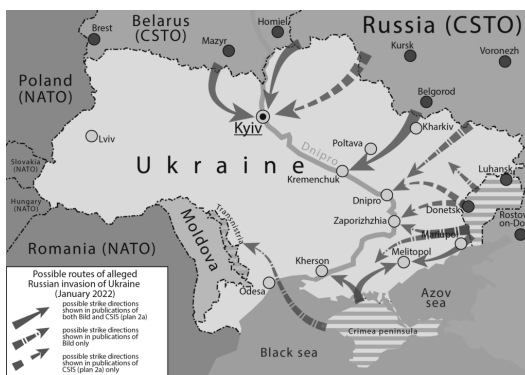 Brest
Belarus
(CSTO)
Homiel
Mazyr
Russia (CSTO)
Kursk
Voronezh
Poland
(NATO)
Belgorod
Kyiv
Kharkiv
Lviv
Poltava
Dnipro
Ukraine
Slovakia
(NATO)
Kremenchuk
Luhansk
Hungary
(NATO)
Dnipro
Donetsk
Transnistria
Zaporizhzhia
Rostov
on-Do
Moldova
Mariupol
Romania (NATO)
Melitopol
Kherson
Odesa
Azov
sea
Crimea peninsula
Black sea
Possible routes of alleged
Russian invasion of Ukraine
(January 2022)
possible strike directions
shown in publications of
both Bild and CSIS (plan 2a)
possible strike directions
shown in publications of
Bild only
possible strike directions
shown in publications of
CSIS (plan 2a) only